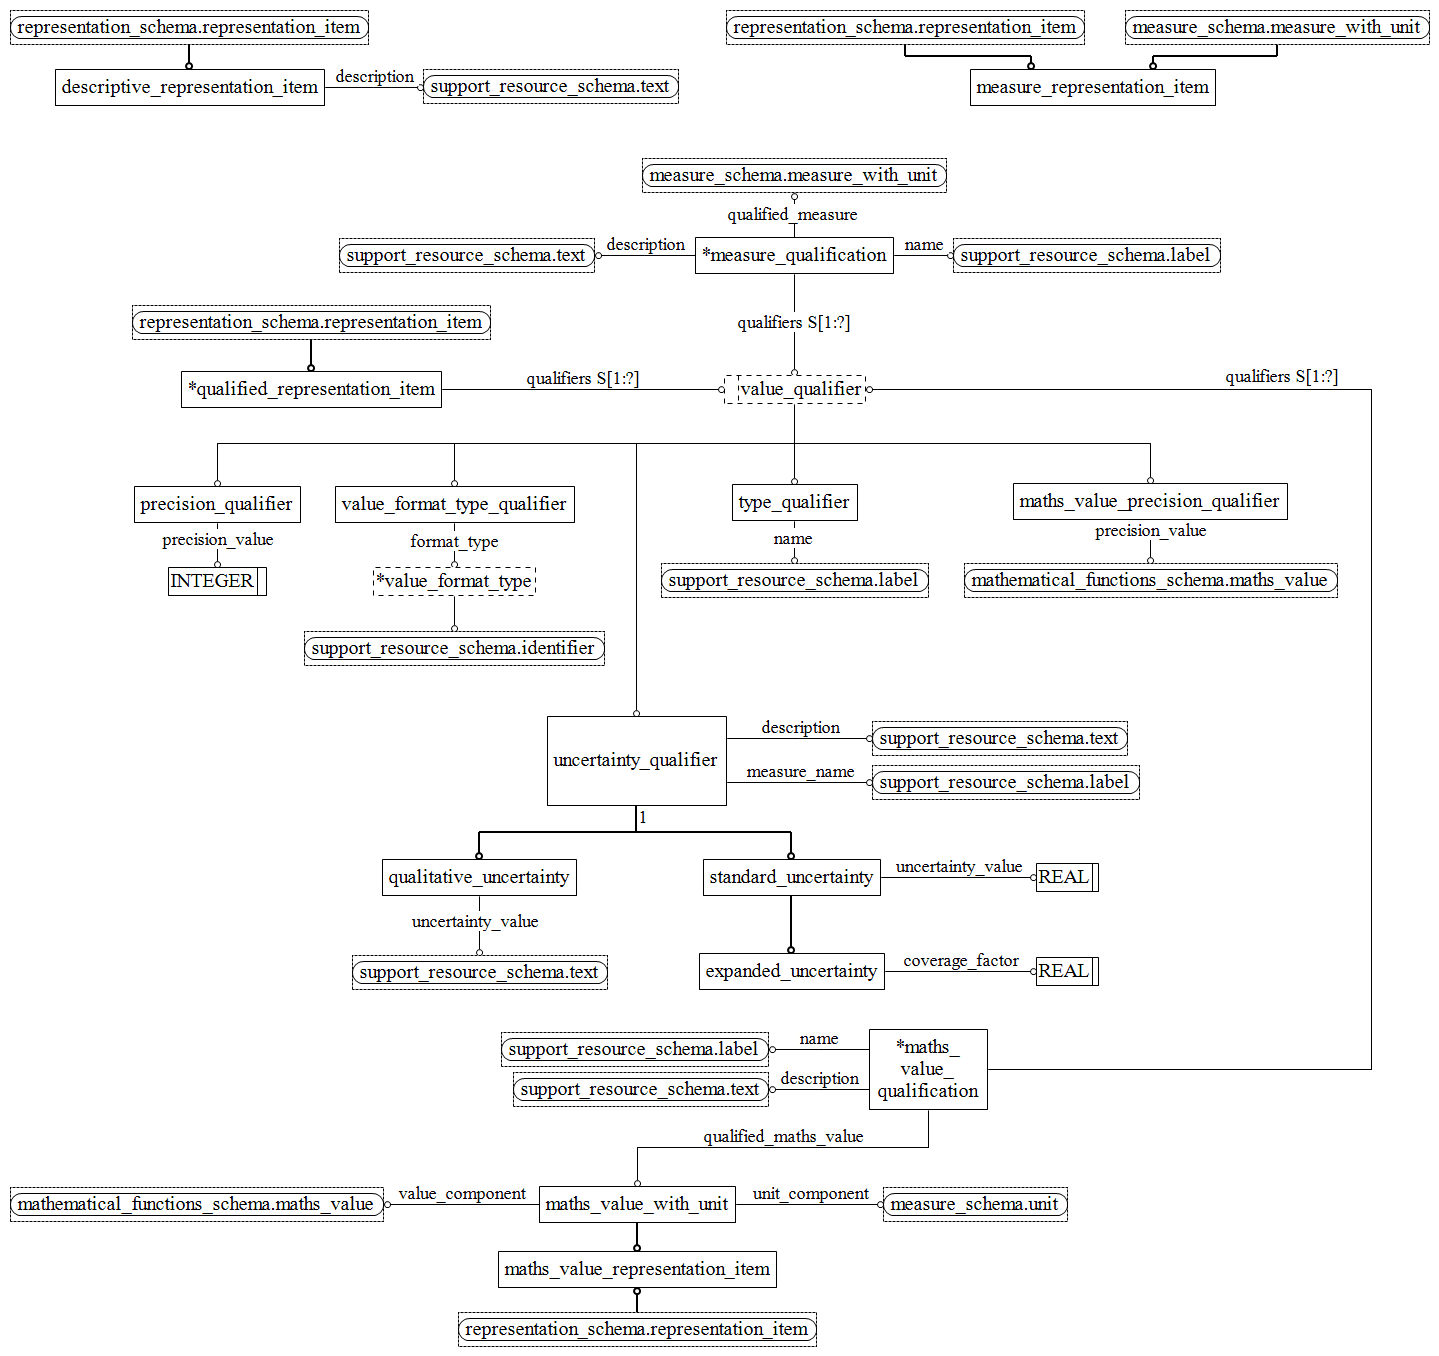 representation_schema.representation_item
representation_schema.representation_item
measure_schema.measure_with_unit
descriptive_representation_item
description
support_resource_schema.text
measure_representation_item
measure_schema.measure_with_unit
qualified_measure
support_resource_schema.text
description
*measure_qualification
name
support_resource_schema.label
representation_schema.representation_item
qualifiers S[1:?]
*qualified_representation_item
qualifiers S[1:?]
value_qualifier
qualifiers S[1:?]
precision_qualifier
value_format_type_qualifier
type_qualifier
maths_value_precision_qualifier
precision_value
format_type
name
precision_value
INTEGER
*value_format_type
support_resource_schema.label
mathematical_functions_schema.maths_value
support_resource_schema.identifier
uncertainty_qualifier
description
support_resource_schema.text
measure_name
support_resource_schema.label
1
qualitative_uncertainty
standard_uncertainty
uncertainty_value
REAL
uncertainty_value
support_resource_schema.text
expanded_uncertainty
coverage_factor
REAL
support_resource_schema.label
name
*maths_
value_
qualification
support_resource_schema.text
description
qualified_maths_value
mathematical_functions_schema.maths_value
value_component
maths_value_with_unit
unit_component
measure_schema.unit
maths_value_representation_item
representation_schema.representation_item